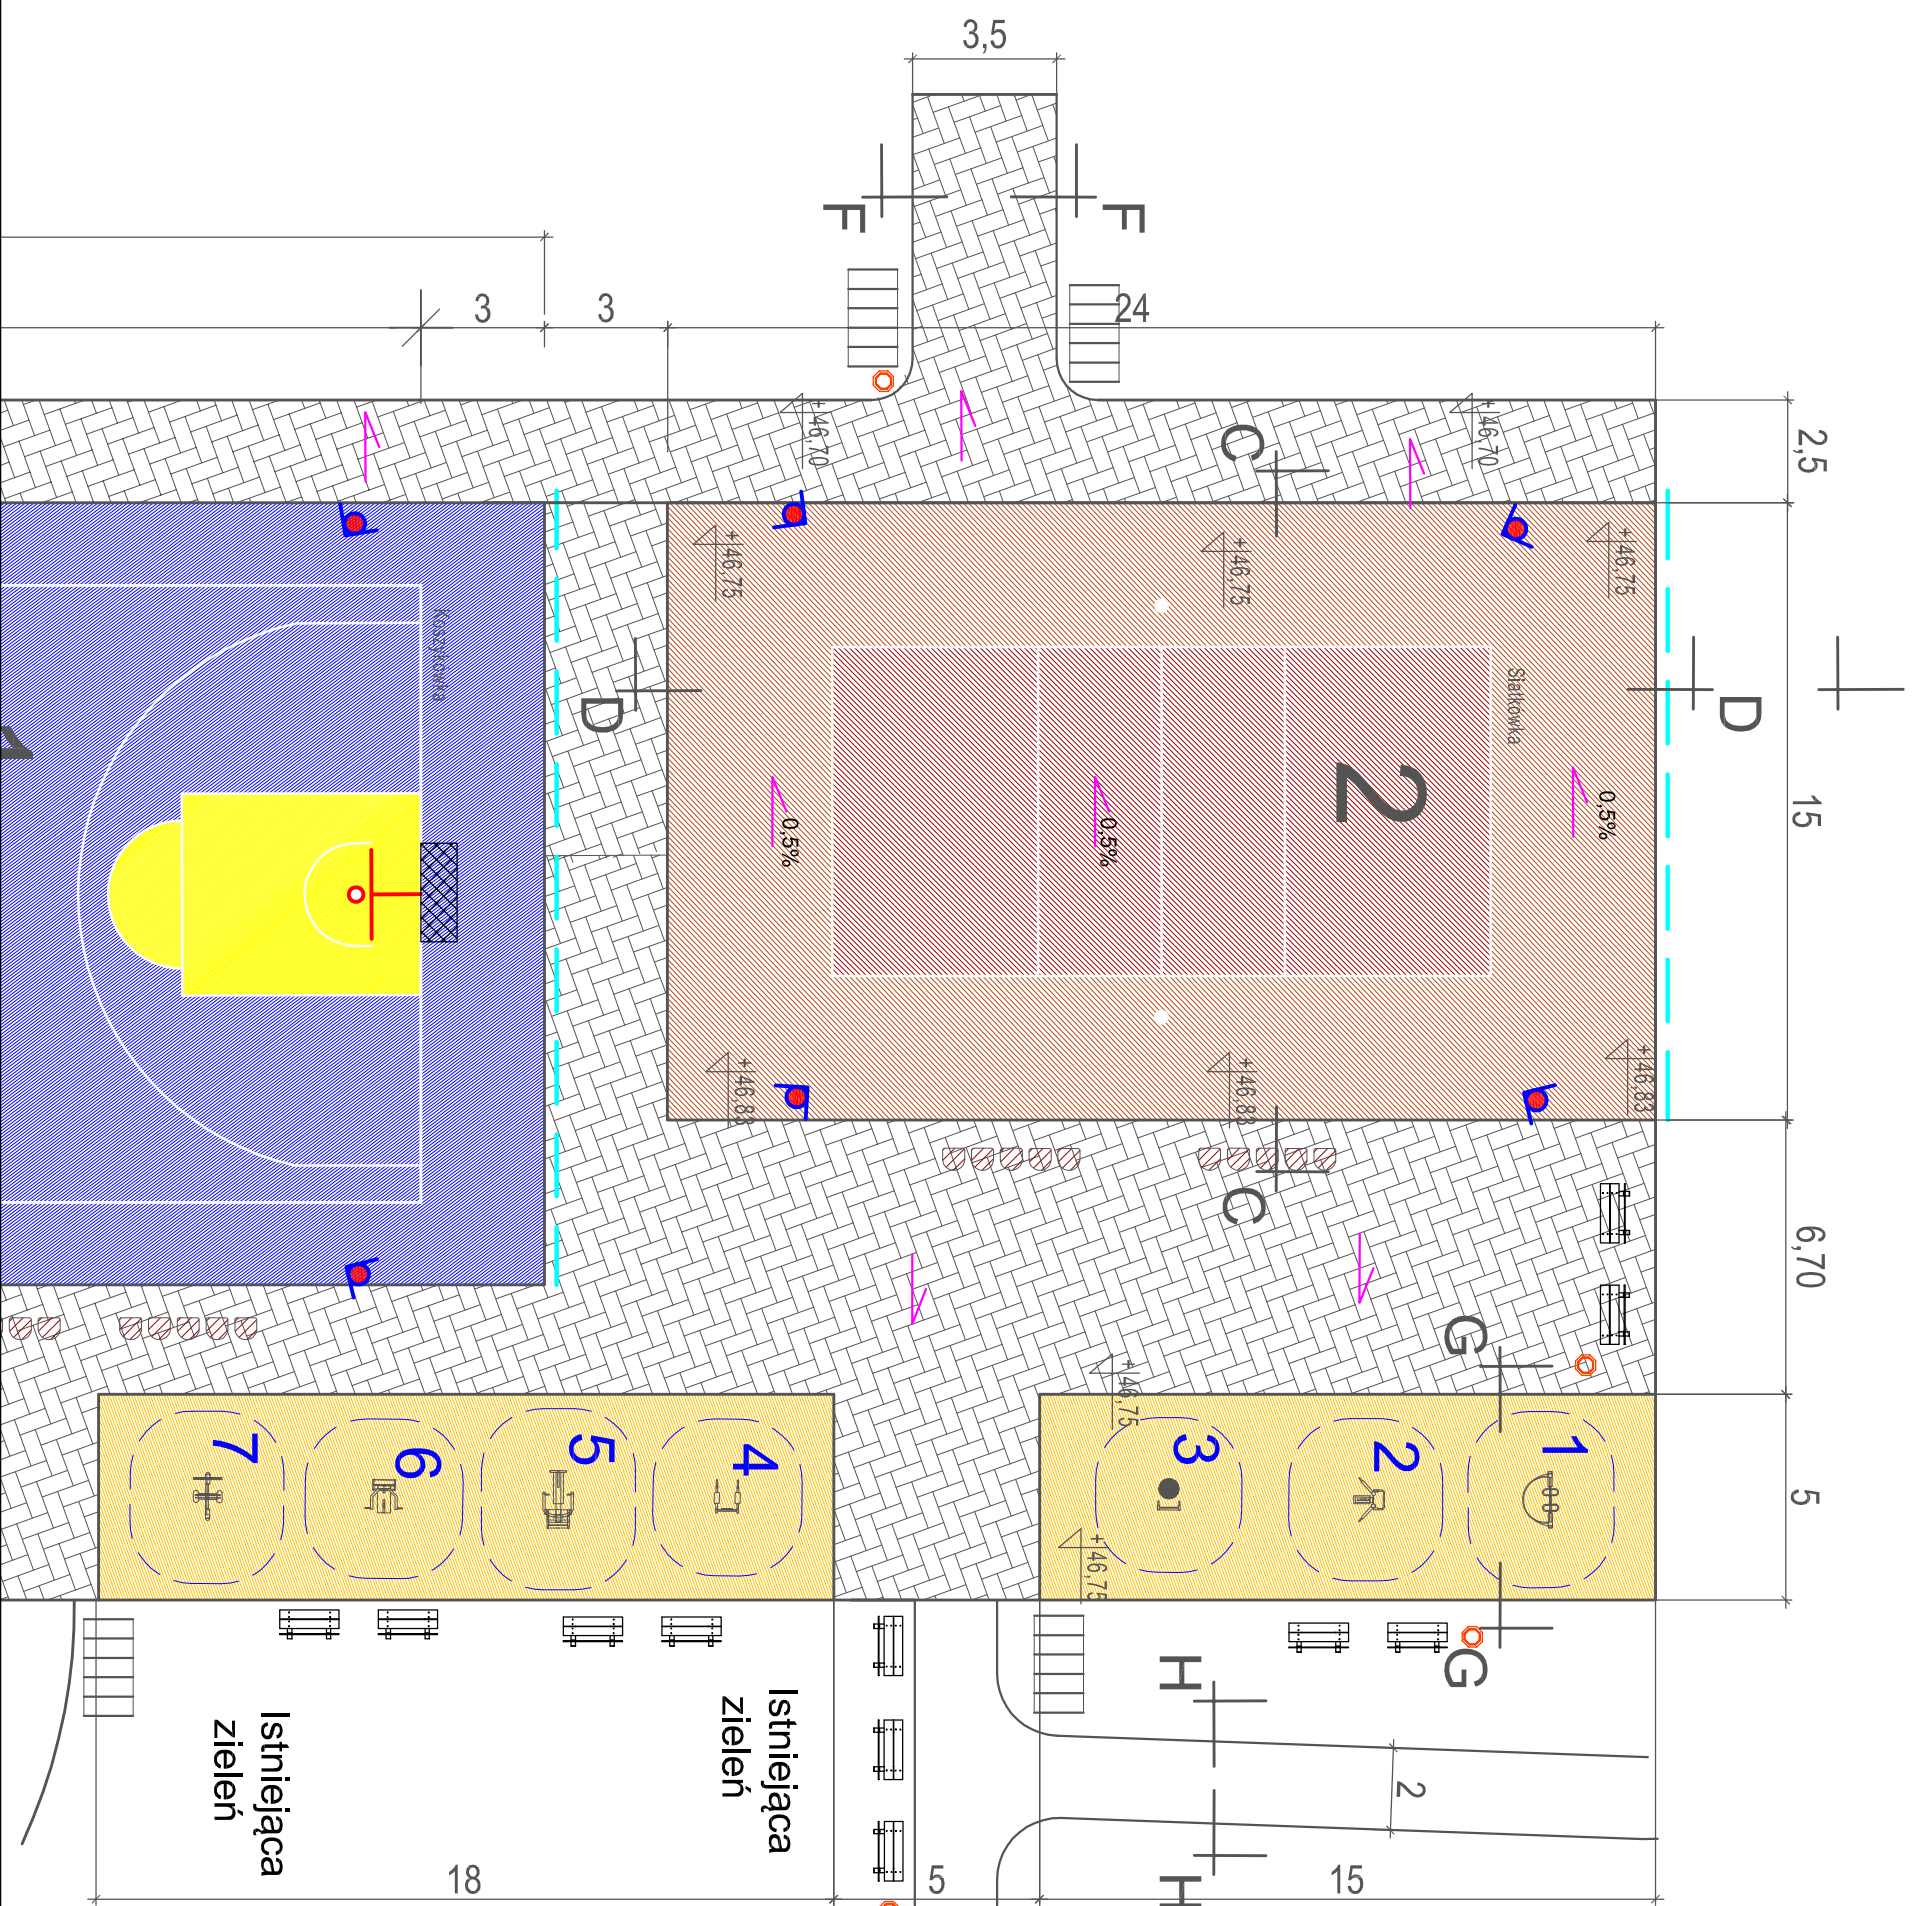 3,5
F
F
3
3
24
+46,70
+46,70
2,5
C
+46,75
+46,75
+46,75
Koszykówka
Siatkówka
D
D
1
2
0,5%
0,5%
0,5%
15
+46,83
+46,83
+46,83
C
6,70
G
+46,75
7
6
5
4
3
2
1
5
+46,75
G
H
Istniejąca
zieleń
Istniejąca
zieleń
2
18
5
15
H